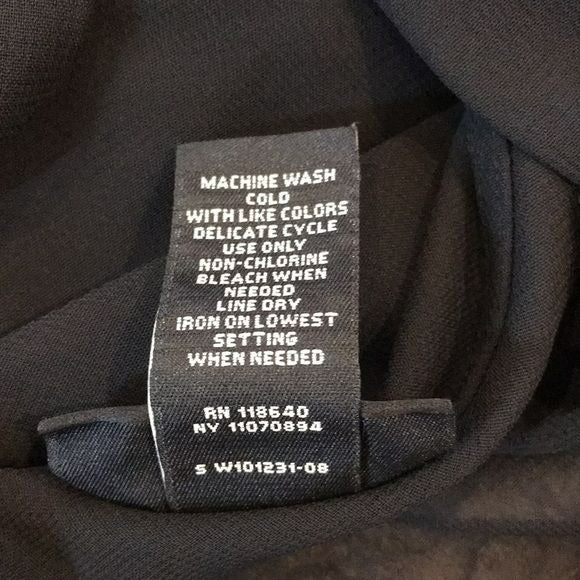 MACHINE WASH
COLD
WITH LIKE COLORS
DELICATE CYCLE
USE ONLY
NON-CHLORINE
BLEACH WHEN
NEEDED
LINE DRY
IRON ON LOWEST
SETTING
WHEN NEEDED
RN 118640
NY 11070894
S W101231-08